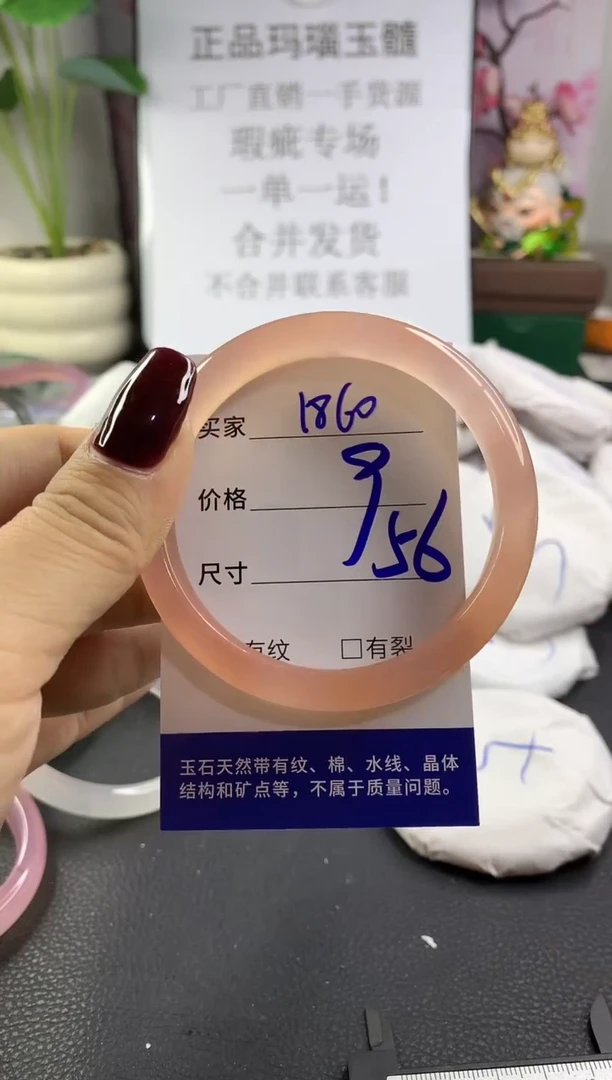 正品玛瑙玉髓
工厂直销一手货源
瑕疵专场
一单一运！
合并发货
不合并联系客服
买家 1860
价格 9
尺寸 56
有纹 □有裂
玉石天然带有纹、棉、水线、晶体
结构和矿点等，不属于质量问题。